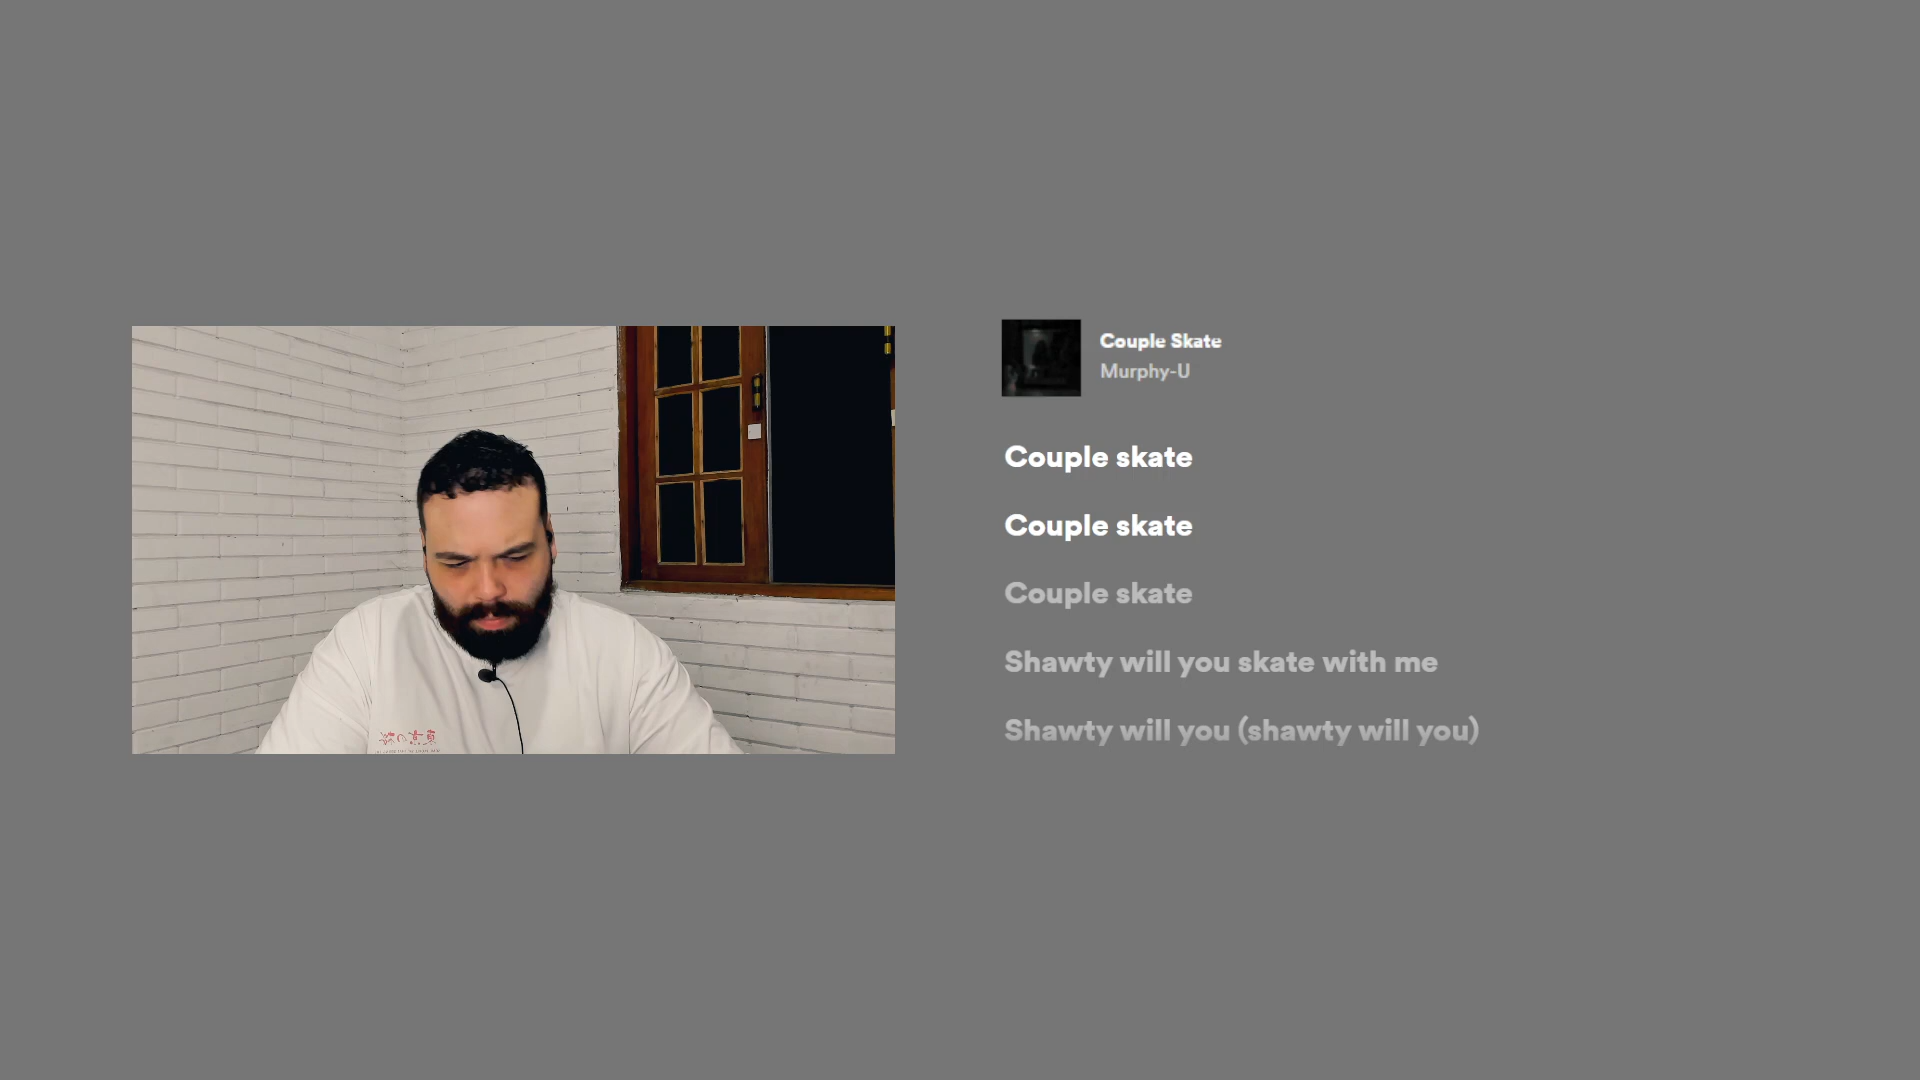 Couple Skate
Murphy-U
Couple skate
Couple skate
Couple skate
Shawty will you skate with me
Shawty will you (shawty will you)